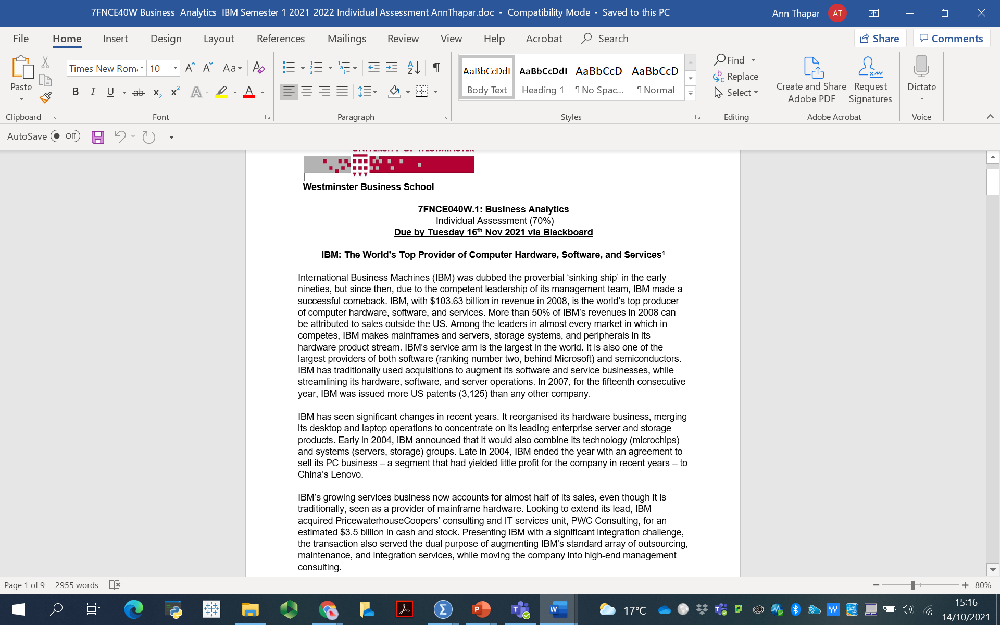 7FNCE40W Business  Analytics  IBM Semester 1 2021_2022 Individual Assessment AnnThapar.doc  -  Compatibility Mode  -  Saved to this PC
Ann Thapar AT
File Home Insert Design Layout References Mailings Review View Help Acrobat Search Share Comments
Paste
Times New Rom 10
Aa
B I U ab x2 x2 A A
AaBbCcDdE AaBbCcDdI AaBbCcD AaBbCcD
Body Text Heading 1 ¶ No Spac... ¶ Normal
Find
Replace
Select
Create and Share Adobe PDF
Request Signatures
Dictate
Clipboard Font Paragraph Styles Editing Adobe Acrobat Voice
AutoSave Off
UNIVERSITY OF WESTMINSTER
Westminster Business School
7FNCE040W.1: Business Analytics
Individual Assessment (70%)
Due by Tuesday 16th Nov 2021 via Blackboard
IBM: The World’s Top Provider of Computer Hardware, Software, and Services1
International Business Machines (IBM) was dubbed the proverbial ‘sinking ship’ in the early
nineties, but since then, due to the competent leadership of its management team, IBM made a
successful comeback. IBM, with $103.63 billion in revenue in 2008, is the world’s top producer
of computer hardware, software, and services. More than 50% of IBM’s revenues in 2008 can
be attributed to sales outside the US. Among the leaders in almost every market in which in
competes, IBM makes mainframes and servers, storage systems, and peripherals in its
hardware product stream. IBM’s service arm is the largest in the world. It is also one of the
largest providers of both software (ranking number two, behind Microsoft) and semiconductors.
IBM has traditionally used acquisitions to augment its software and service businesses, while
streamlining its hardware, software, and server operations. In 2007, for the fifteenth consecutive
year, IBM was issued more US patents (3,125) than any other company.
IBM has seen significant changes in recent years. It reorganised its hardware business, merging
its desktop and laptop operations to concentrate on its leading enterprise server and storage
products. Early in 2004, IBM announced that it would also combine its technology (microchips)
and systems (servers, storage) groups. Late in 2004, IBM ended the year with an agreement to
sell its PC business – a segment that had yielded little profit for the company in recent years – to
China’s Lenovo.
IBM’s growing services business now accounts for almost half of its sales, even though it is
traditionally, seen as a provider of mainframe hardware. Looking to extend its lead, IBM
acquired PricewaterhouseCoopers’ consulting and IT services unit, PWC Consulting, for an
estimated $3.5 billion in cash and stock. Presenting IBM with a significant integration challenge,
the transaction also served the dual purpose of augmenting IBM’s standard array of outsourcing,
maintenance, and integration services, while moving the company into high-end management
consulting.
Page 1 of 9 2955 words 80%
17°C
15:16
14/10/2021